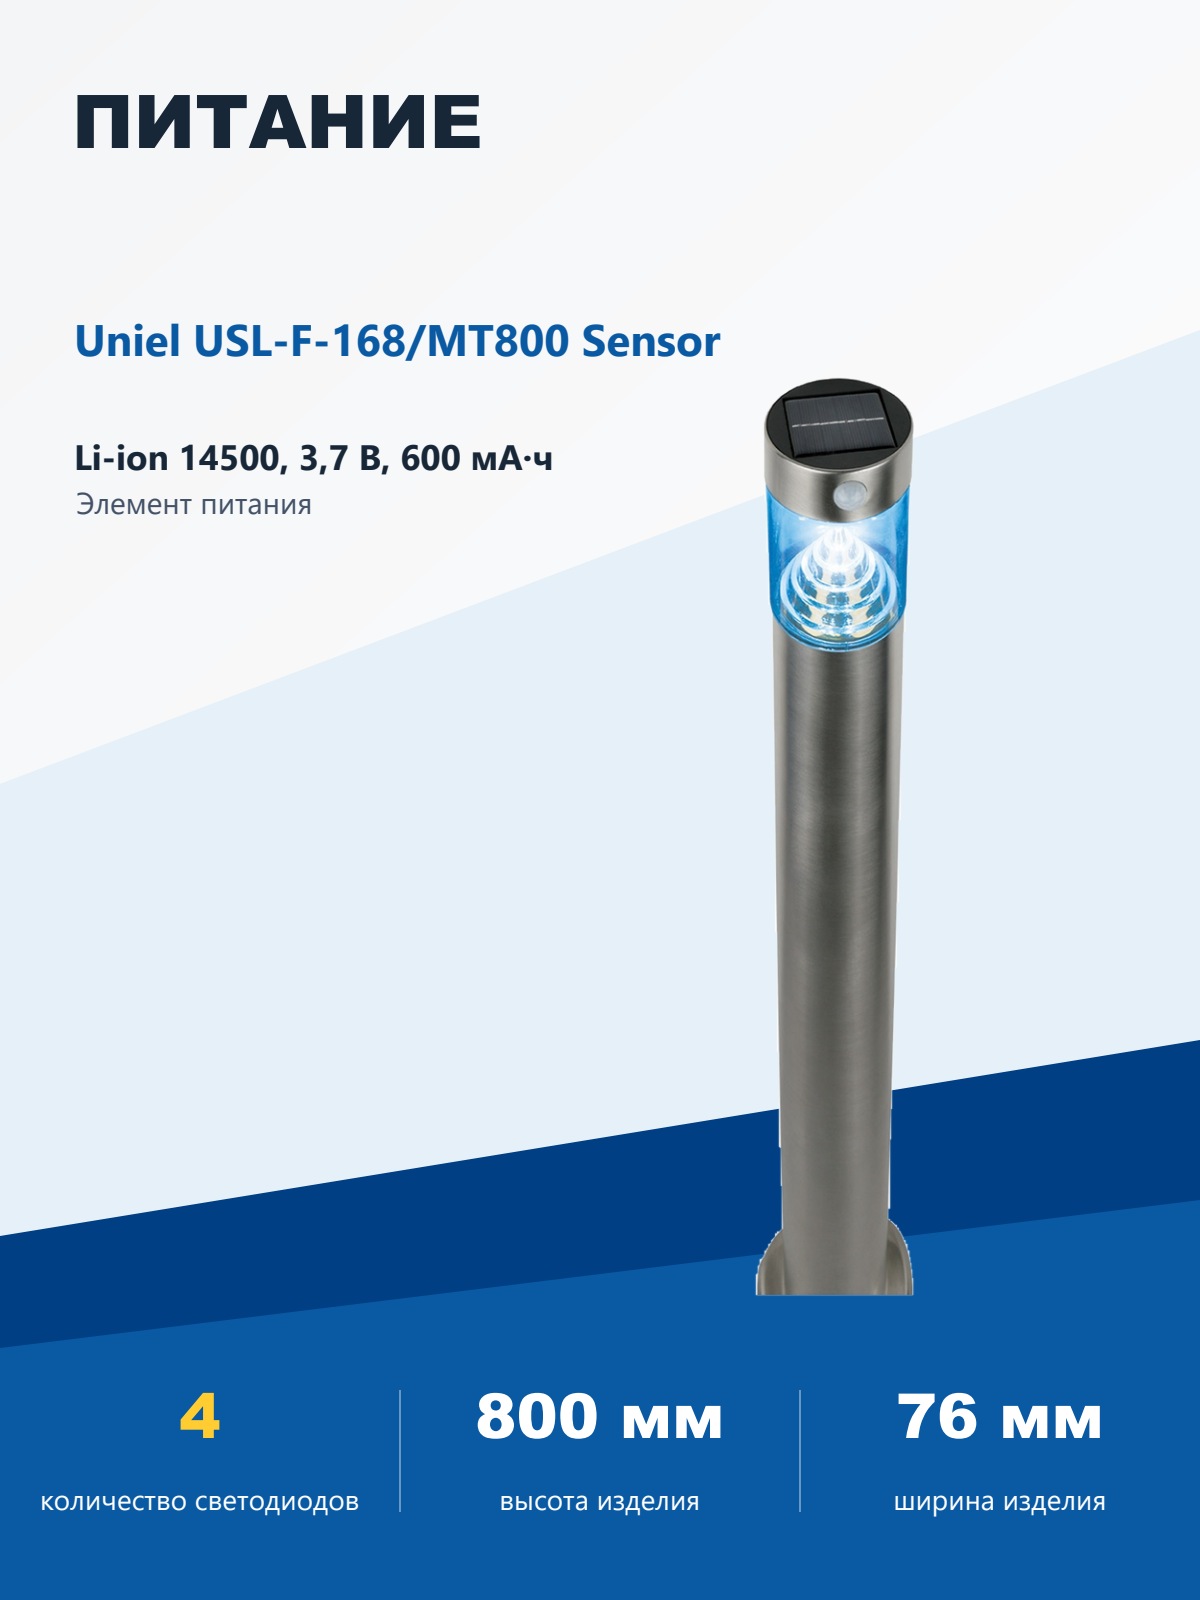 ПИТАНИЕ
Uniel USL-F-168/MT800 Sensor
Li-ion 14500, 3,7 В, 600 мА·ч
Элемент питания
4
количество светодиодов
800 мм
высота изделия
76 мм
ширина изделия